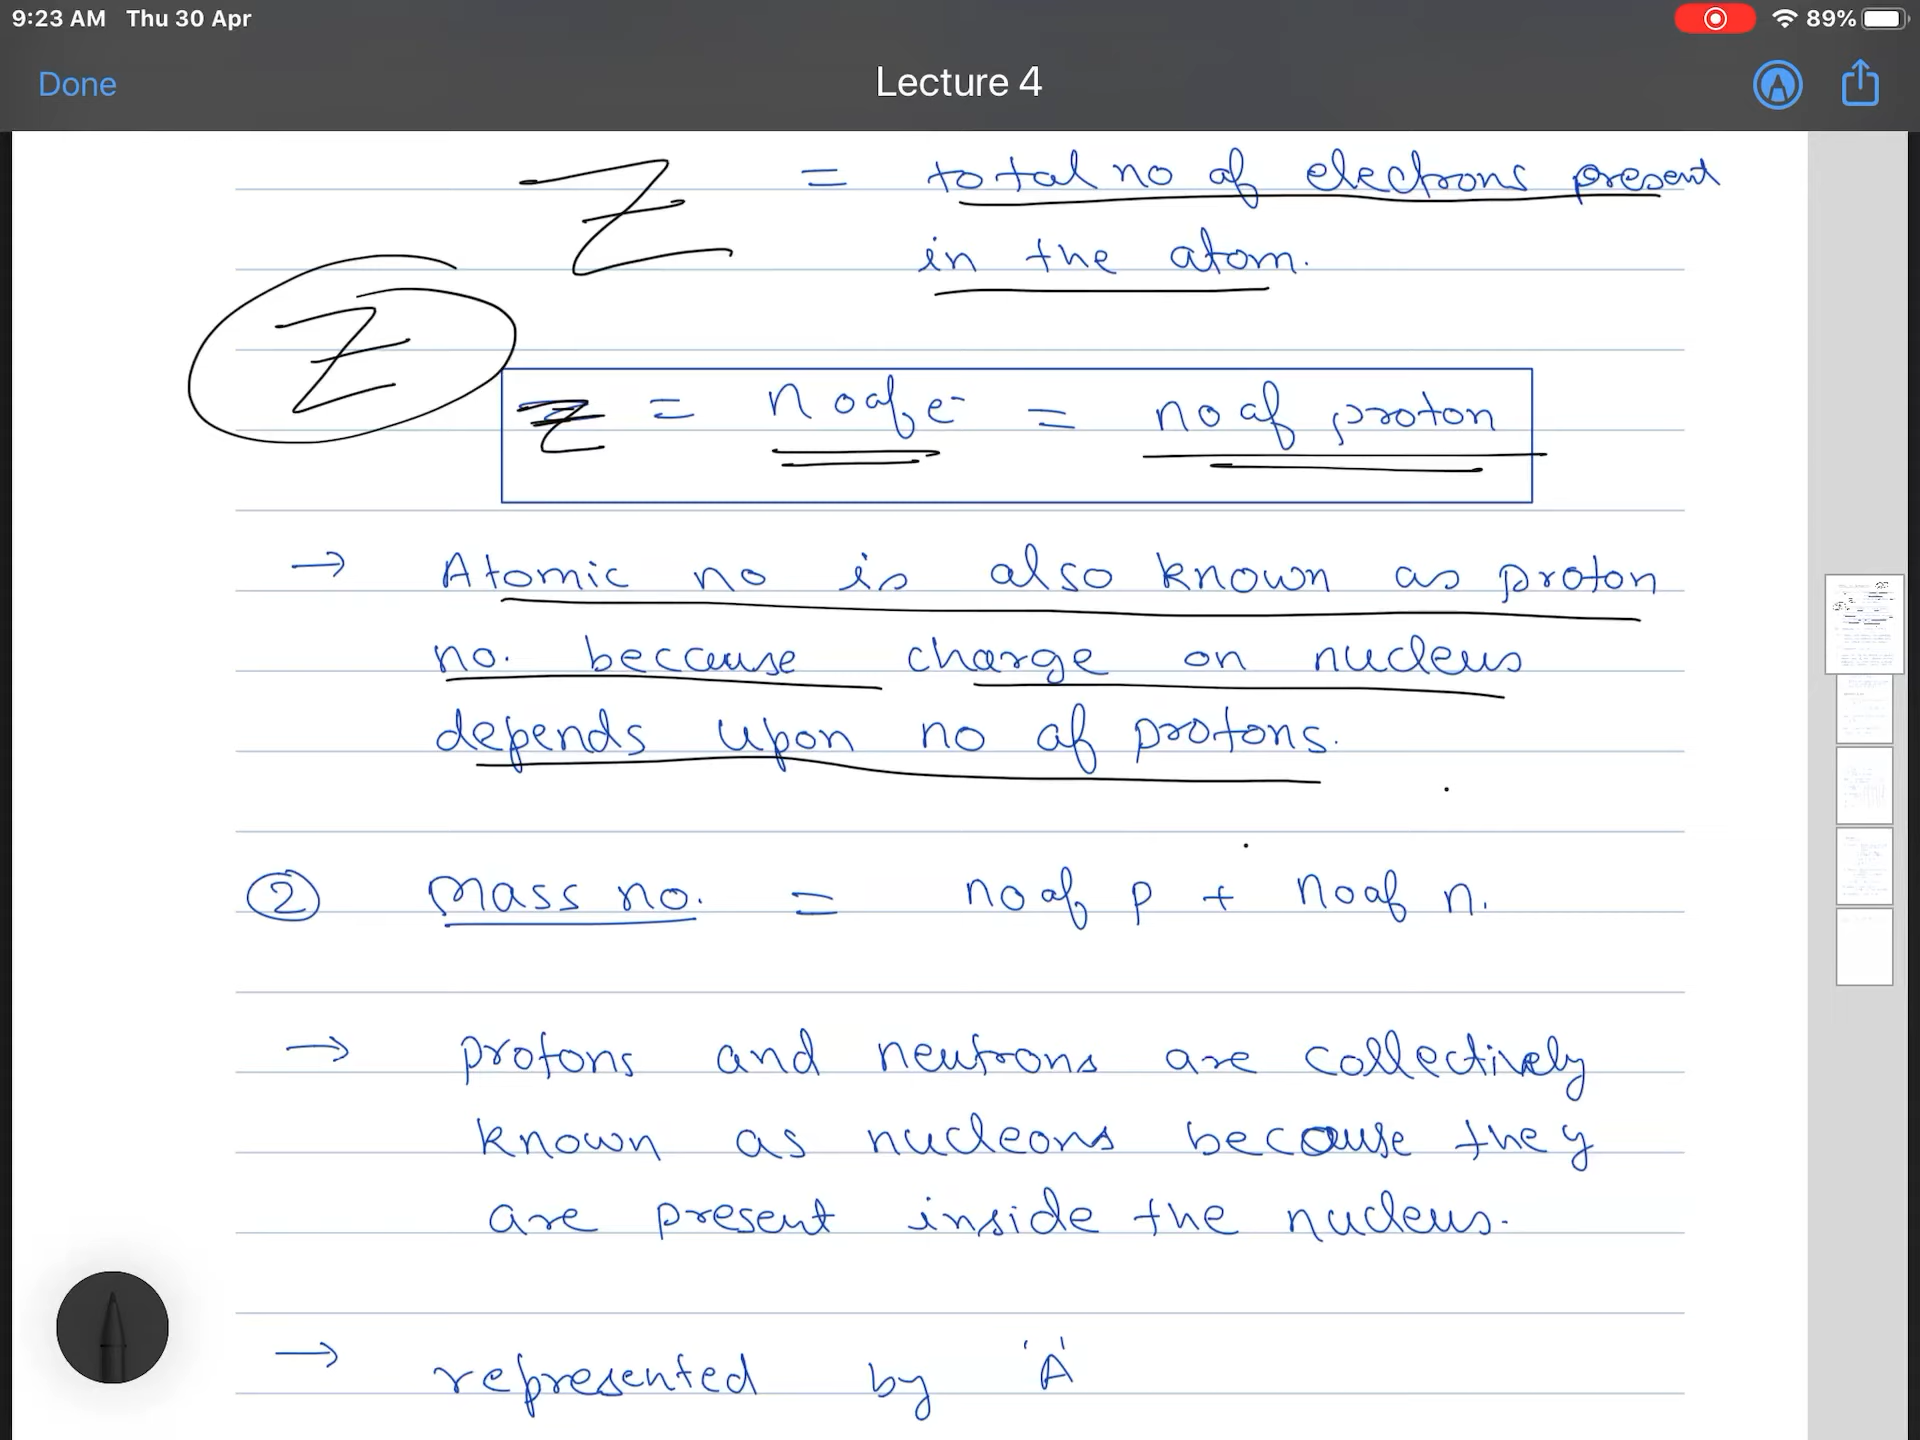 9:23 AM Thu 30 Apr
89%
Done
Lecture 4
Z = total no of electrons present
in the atom.
Z
Z = no of e- = no of proton
→ Atomic no is also known as proton
no. because charge on nucleus
depends upon no of protons.
② Mass no. = no of p + no of n.
→ protons and neutrons are collectively
known as nucleons because they
are present inside the nucleus.
→ represented by 'A'